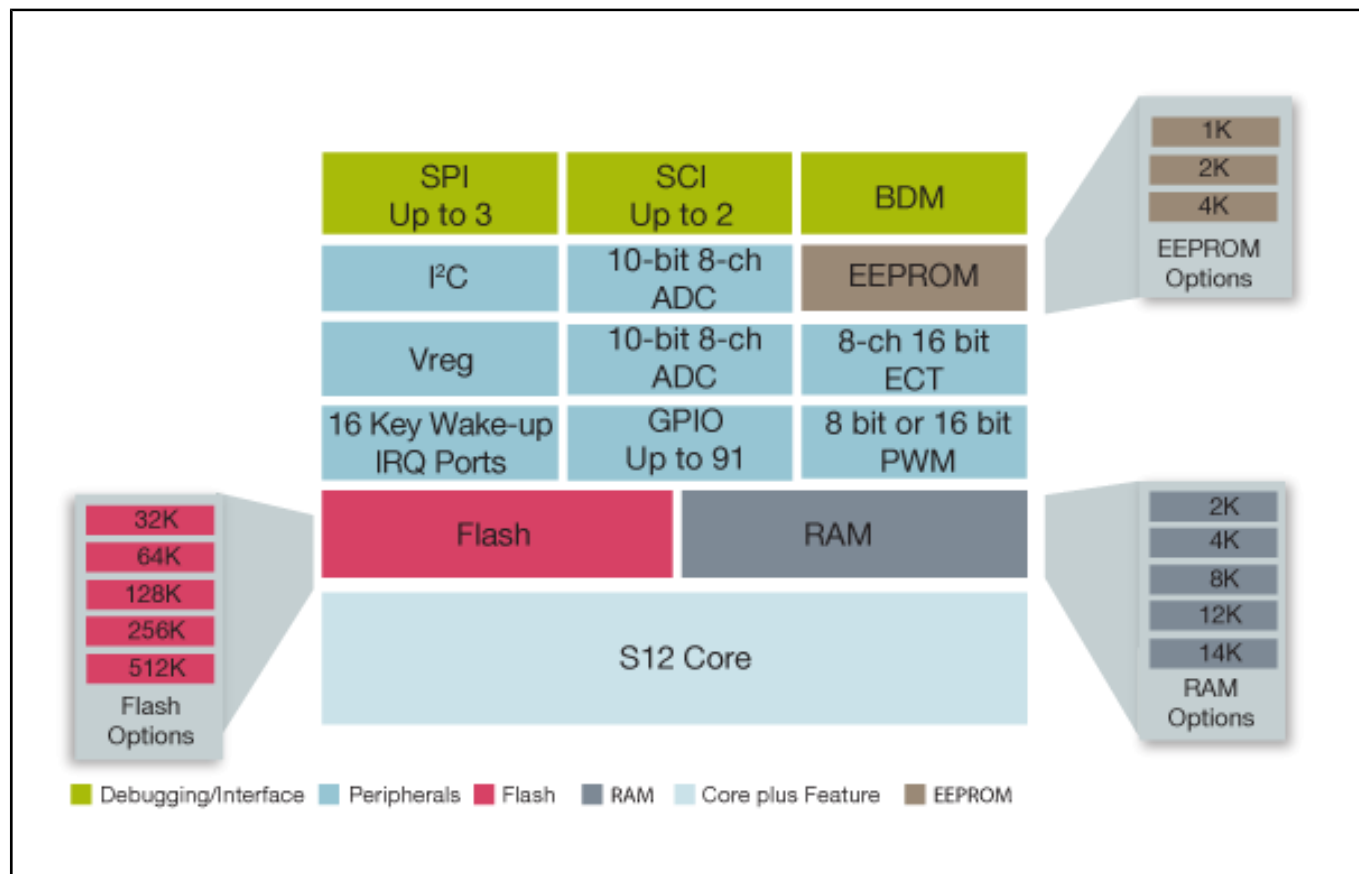 SPI
Up to 3
SCI
Up to 2
BDM
I²C
10-bit 8-ch
ADC
EEPROM
Vreg
10-bit 8-ch
ADC
8-ch 16 bit
ECT
16 Key Wake-up
IRQ Ports
GPIO
Up to 91
8 bit or 16 bit
PWM
Flash
RAM
S12 Core
1K
2K
4K
EEPROM
Options
32K
64K
128K
256K
512K
Flash
Options
2K
4K
8K
12K
14K
RAM
Options
Debugging/Interface
Peripherals
Flash
RAM
Core plus Feature
EEPROM